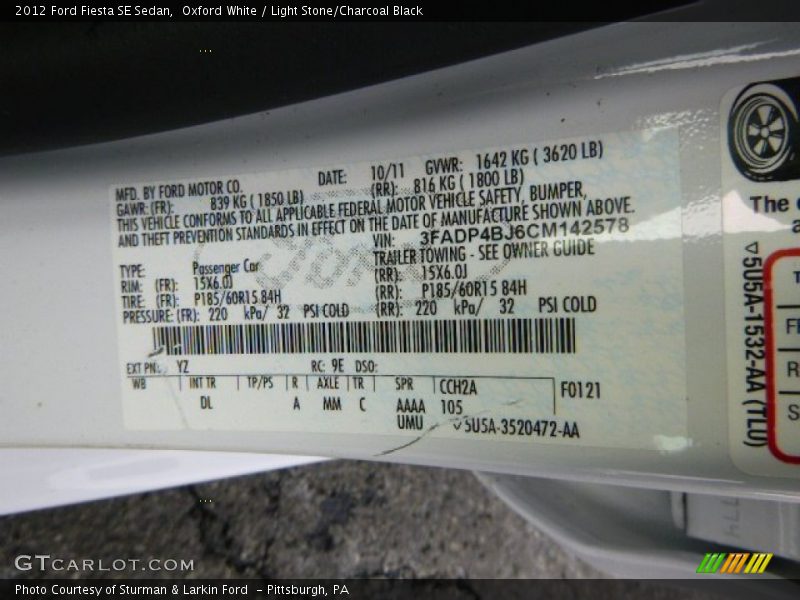 2012 Ford Fiesta SE Sedan, Oxford White / Light Stone/Charcoal Black
MFD. BY FORD MOTOR CO. DATE: 10/11 GVWR: 1642 KG ( 3620 LB)
GAWR: (FR): 839 KG ( 1850 LB) (RR): 816 KG ( 1800 LB)
THIS VEHICLE CONFORMS TO ALL APPLICABLE FEDERAL MOTOR VEHICLE SAFETY, BUMPER,
AND THEFT PREVENTION STANDARDS IN EFFECT ON THE DATE OF MANUFACTURE SHOWN ABOVE.
VIN: 3FADP4BJ6CM142578
TYPE: Passenger Car TRAILER TOWING - SEE OWNER GUIDE
RIM: (FR): 15X6.0J (RR): 15X6.0J
TIRE: (FR): P185/60R15 84H (RR): P185/60R15 84H
PRESSURE: (FR): 220 kPa/ 32 PSI COLD (RR): 220 kPa/ 32 PSI COLD
EXT PNT: YZ RC: 9E DSO:
WB INT TR TP/PS R AXLE TR SPR CCH2A F0121
DL A MM C AAAA 105
UMU 5U5A-3520472-AA
The
5U5A-1532-AA (TL0)
GTCARLOT.COM
Photo Courtesy of Sturman & Larkin Ford - Pittsburgh, PA